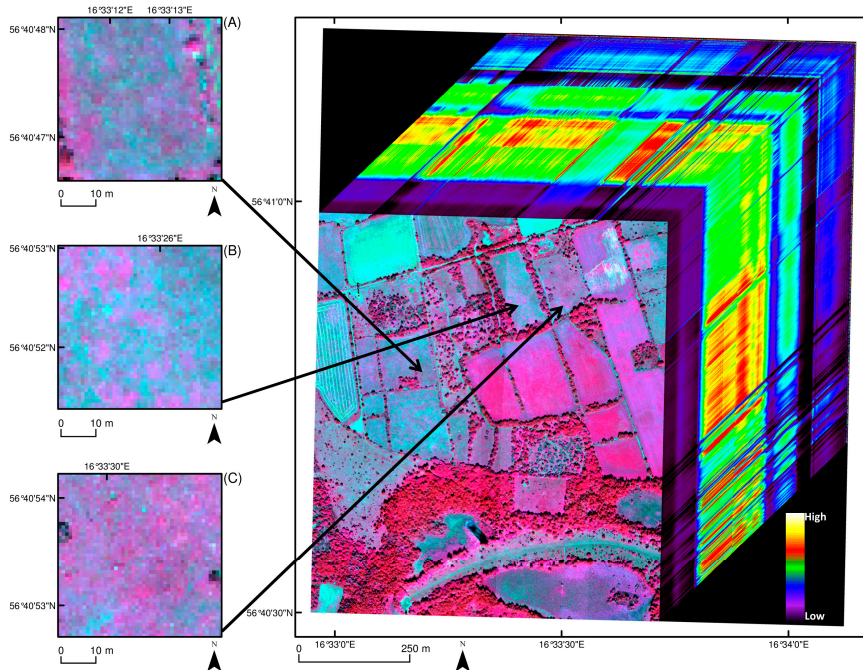 16°33'12"E 16°33'13"E
(A)
56°40'48"N
56°40'47"N
0 10 m
N
16°33'26"E
(B)
56°40'53"N
56°40'52"N
0 10 m
N
16°33'30"E
(C)
56°40'54"N
56°40'53"N
0 10 m
N
56°41'0"N
56°40'30"N
High
Low
16°33'0"E 16°33'30"E 16°34'0"E
0 250 m
N